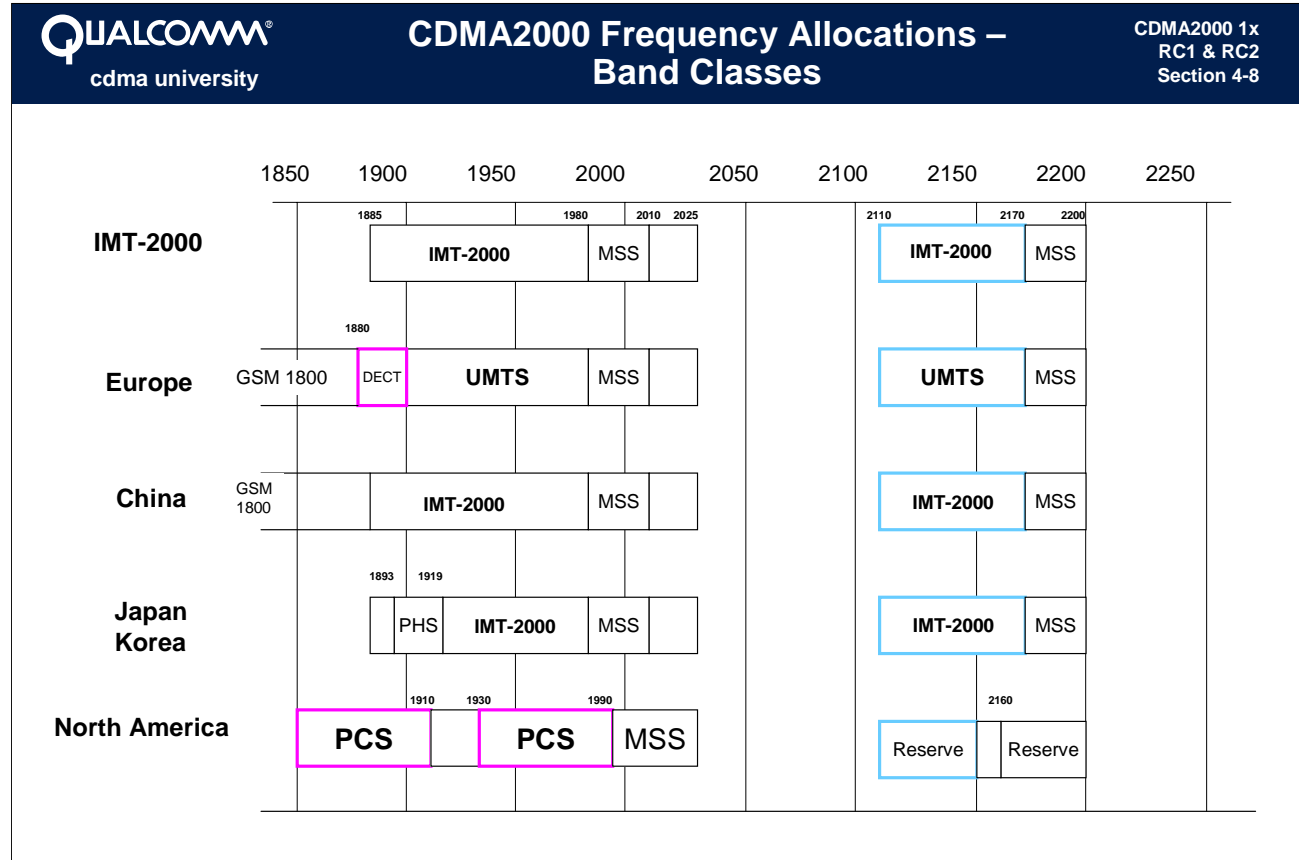 QUALCOMM®
cdma university
CDMA2000 Frequency Allocations –
Band Classes
CDMA2000 1x
RC1 & RC2
Section 4-8
1850 1900 1950 2000 2050 2100 2150 2200 2250
1885 1980 2010 2025 2110 2170 2200
IMT-2000 IMT-2000 MSS IMT-2000 MSS
1880
Europe GSM 1800 DECT UMTS MSS UMTS MSS
China GSM
1800 IMT-2000 MSS IMT-2000 MSS
1893 1919
Japan
Korea PHS IMT-2000 MSS IMT-2000 MSS
1910 1930 1990 2160
North America PCS PCS MSS Reserve Reserve